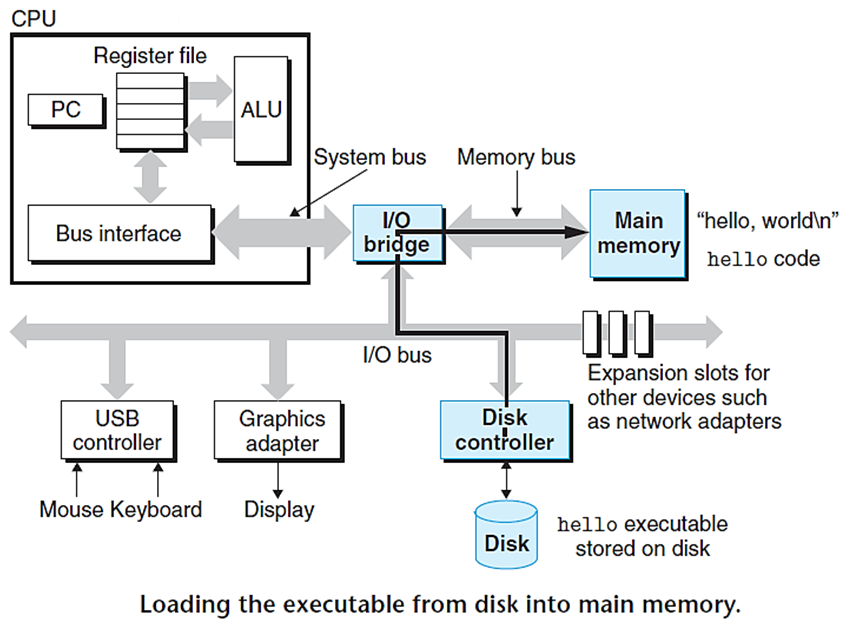 CPU
Register file
PC
ALU
System bus
Memory bus
Bus interface
I/O
bridge
Main
memory
“hello, world\n”
hello code
I/O bus
Expansion slots for
other devices such
as network adapters
USB
controller
Graphics
adapter
Disk
controller
Mouse Keyboard
Display
Disk
hello executable
stored on disk
Loading the executable from disk into main memory.